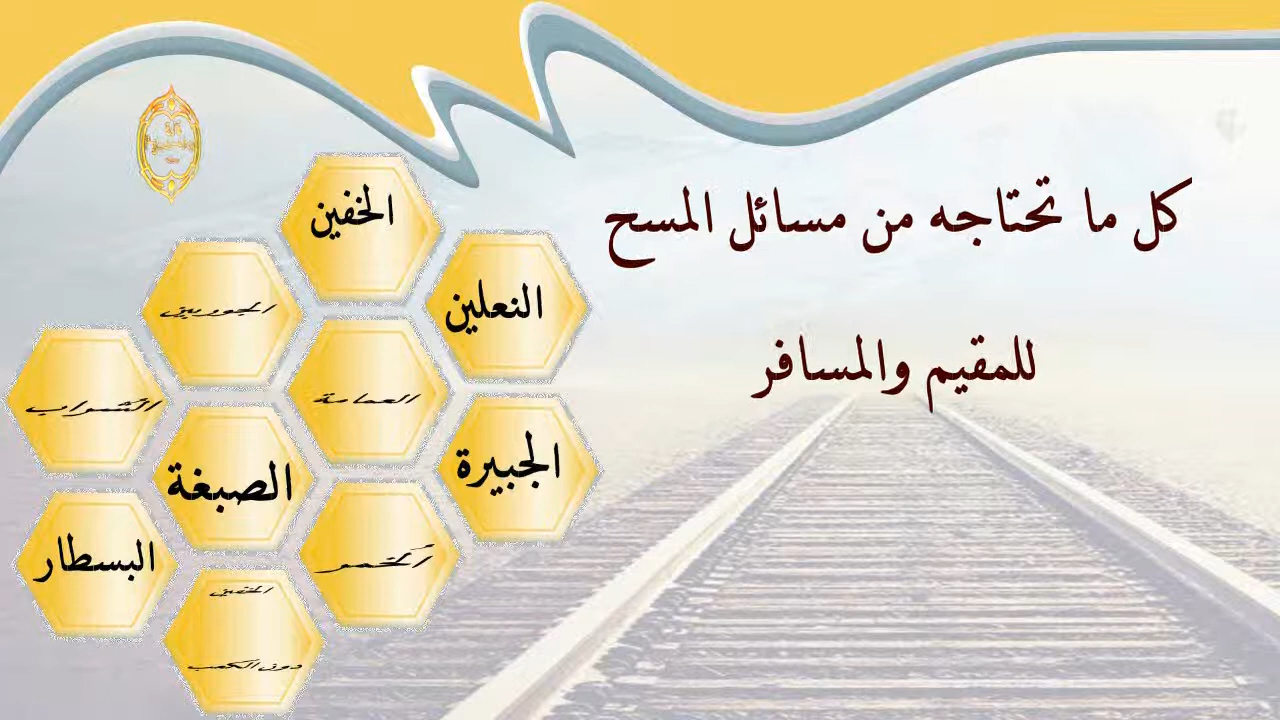 كل ما تحتاجه من مسائل المسح
للمقيم والمسافر
الخفين
النعلين
الجوربين
العمامة
الشراب
الجبيرة
الصبغة
البسطار
الخفين
دون الكعب